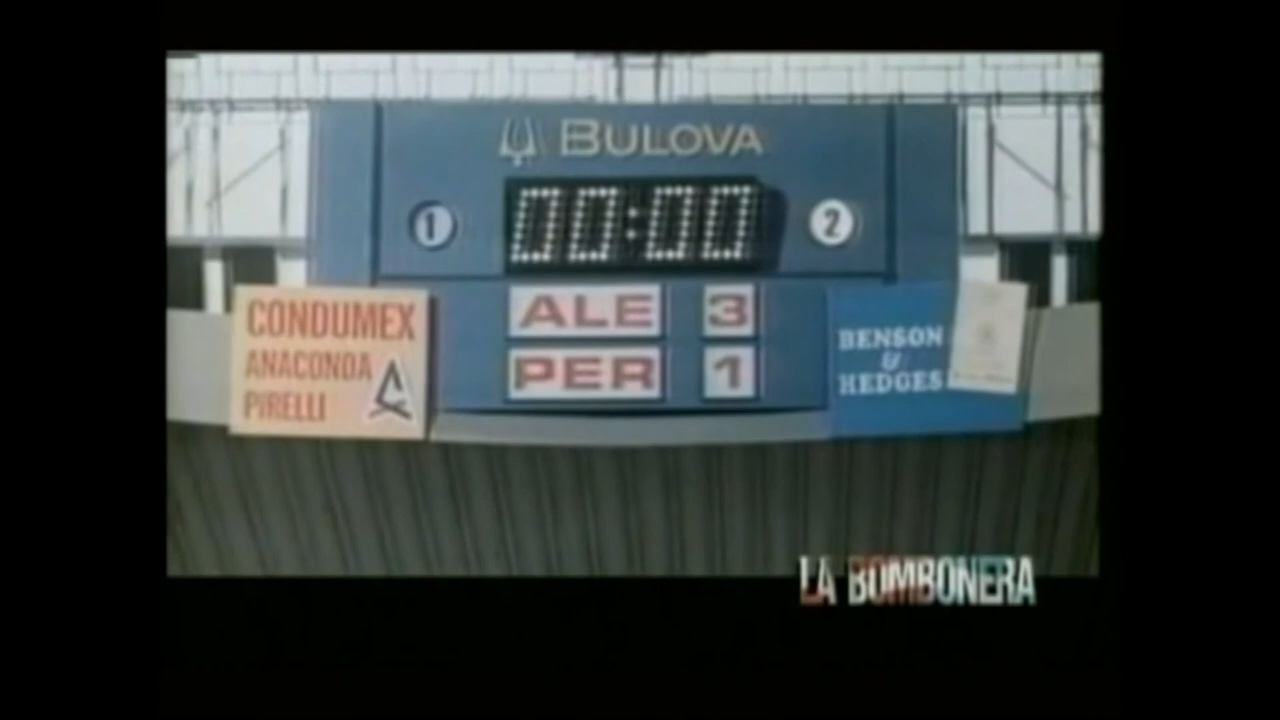 BULOVA
1
00:00
2
ALE 3
PER 1
CONDUMEX
ANACONDA
PIRELLI
BENSON
&
HEDGES
LA BOMBONERA